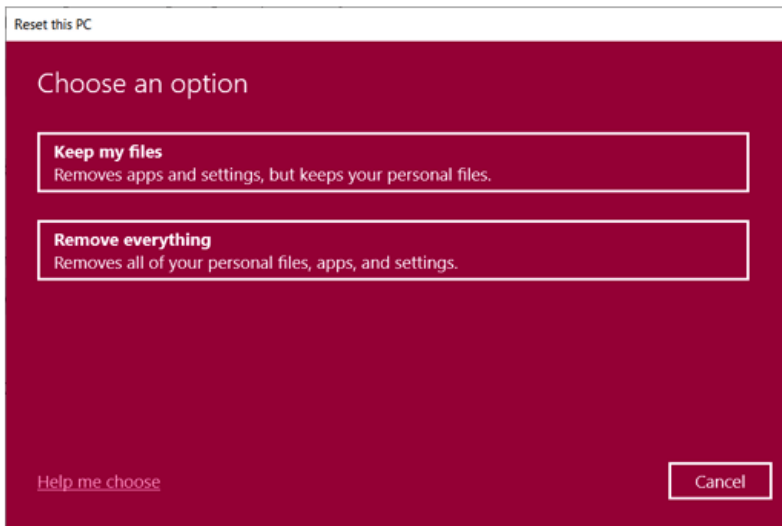 Reset this PC
Choose an option
Keep my files
Removes apps and settings, but keeps your personal files.
Remove everything
Removes all of your personal files, apps, and settings.
Help me choose
Cancel